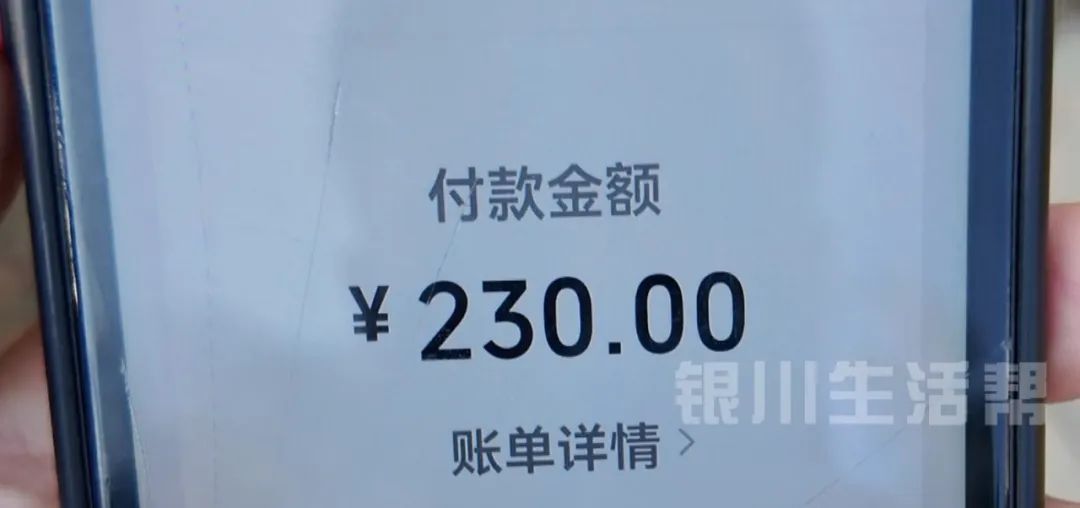 付款金额
¥ 230.00
银川生活帮
账单详情 >